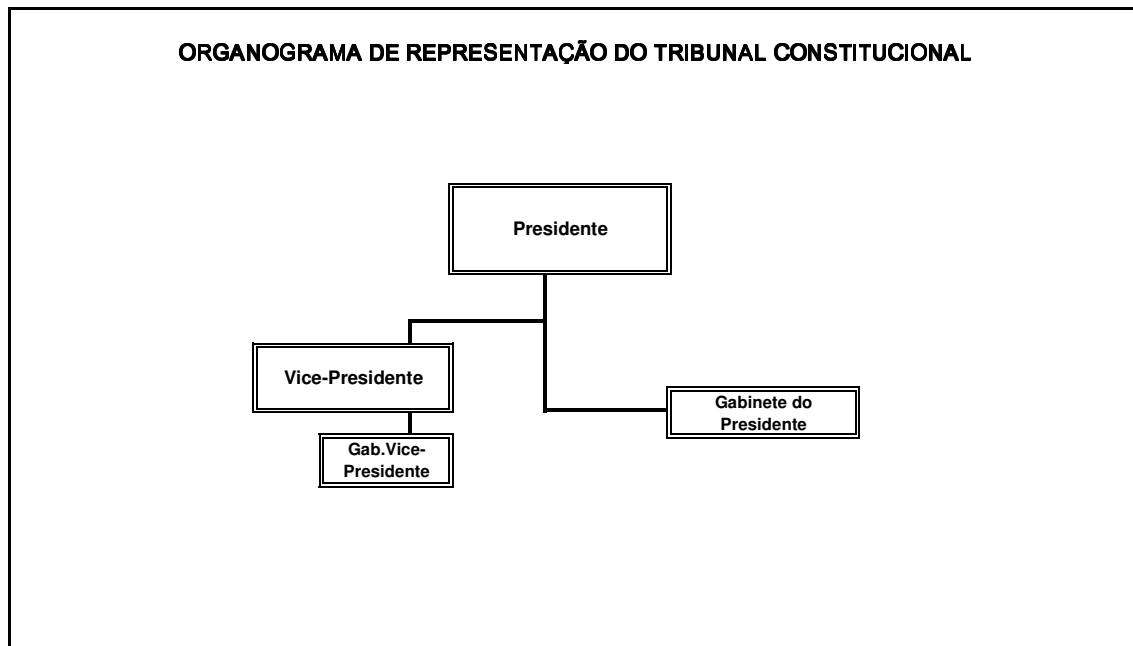 ORGANOGRAMA DE REPRESENTAÇÃO DO TRIBUNAL CONSTITUCIONAL
Presidente
Vice-Presidente
Gabinete do
Presidente
Gab.Vice-
Presidente